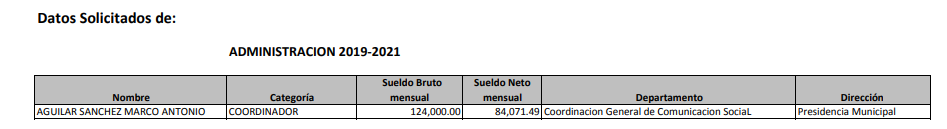 Datos Solicitados de:
ADMINISTRACION 2019-2021
Sueldo Bruto Sueldo Neto
Nombre Categoría mensual mensual Departamento Dirección
AGUILAR SANCHEZ MARCO ANTONIO COORDINADOR 124,000.00 84,071.49 Coordinacion General de Comunicacion SociaL Presidencia Municipal